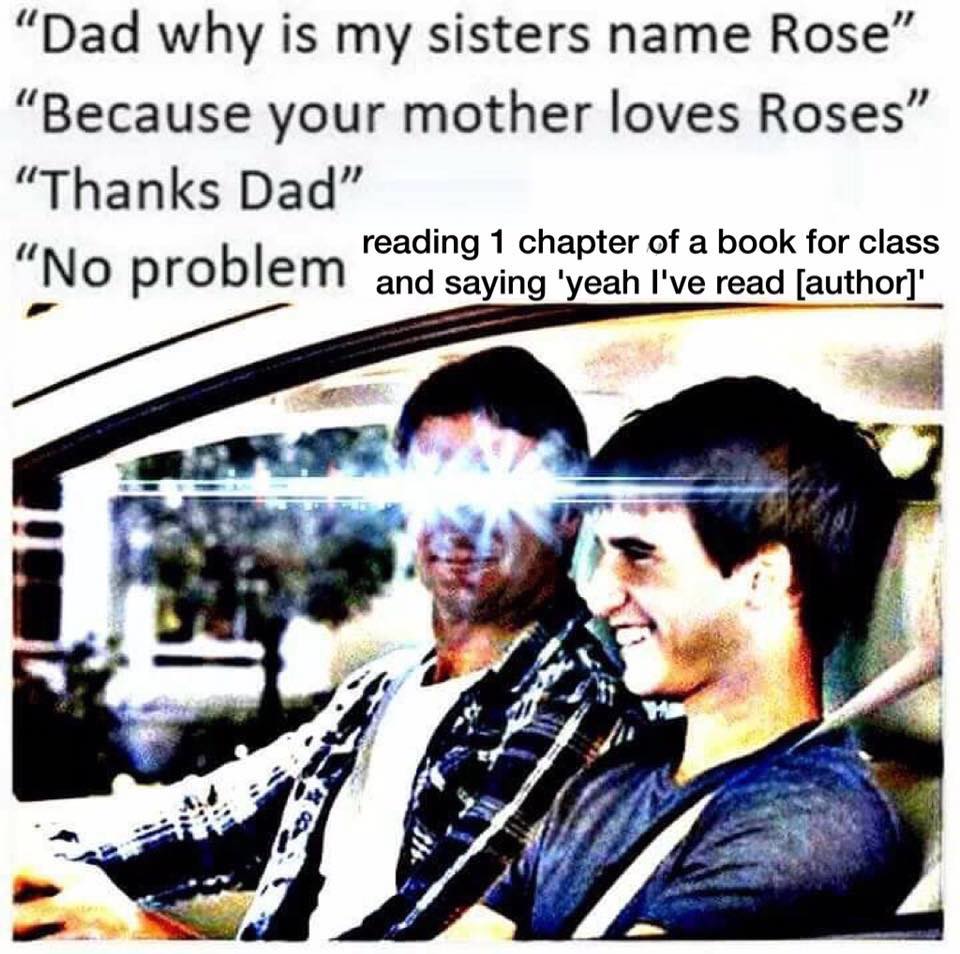 “Dad why is my sisters name Rose”
“Because your mother loves Roses”
“Thanks Dad”
“No problem reading 1 chapter of a book for class
and saying 'yeah I've read [author]'